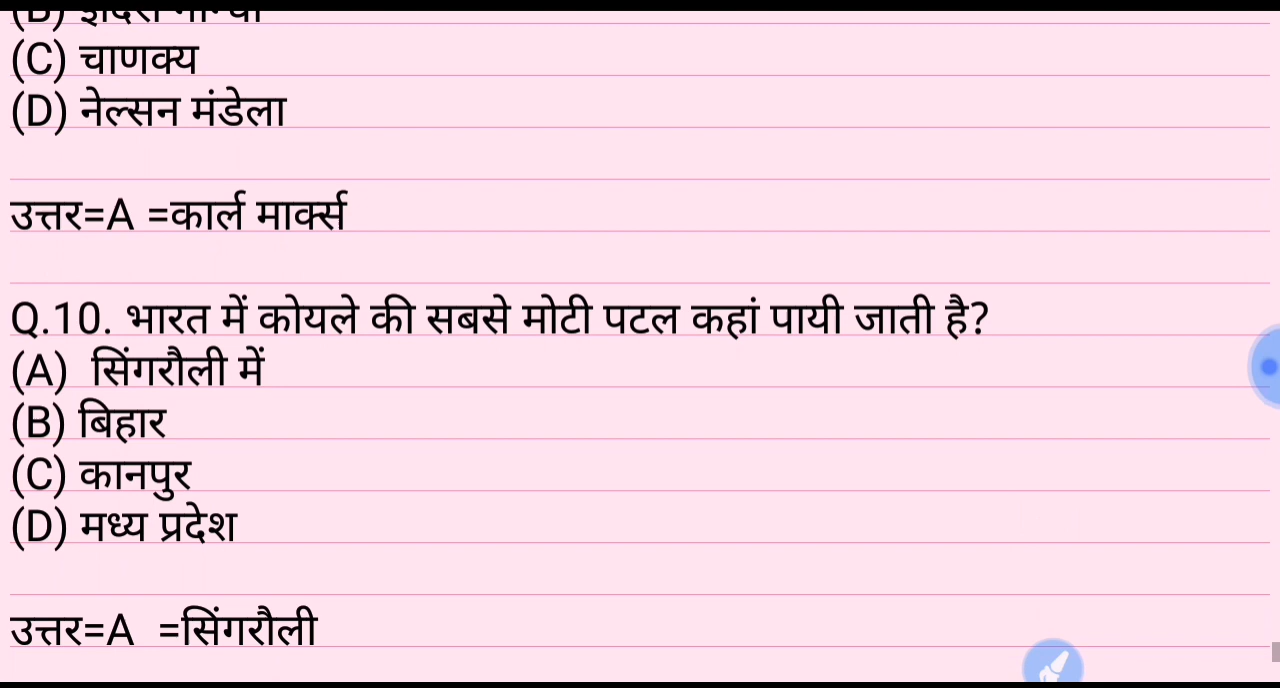 (C) चाणक्य
(D) नेल्सन मंडेला
उत्तर=A =कार्ल मार्क्स
Q.10. भारत में कोयले की सबसे मोटी पटल कहां पायी जाती है?
(A) सिंगरौली में
(B) बिहार
(C) कानपुर
(D) मध्य प्रदेश
उत्तर=A =सिंगरौली